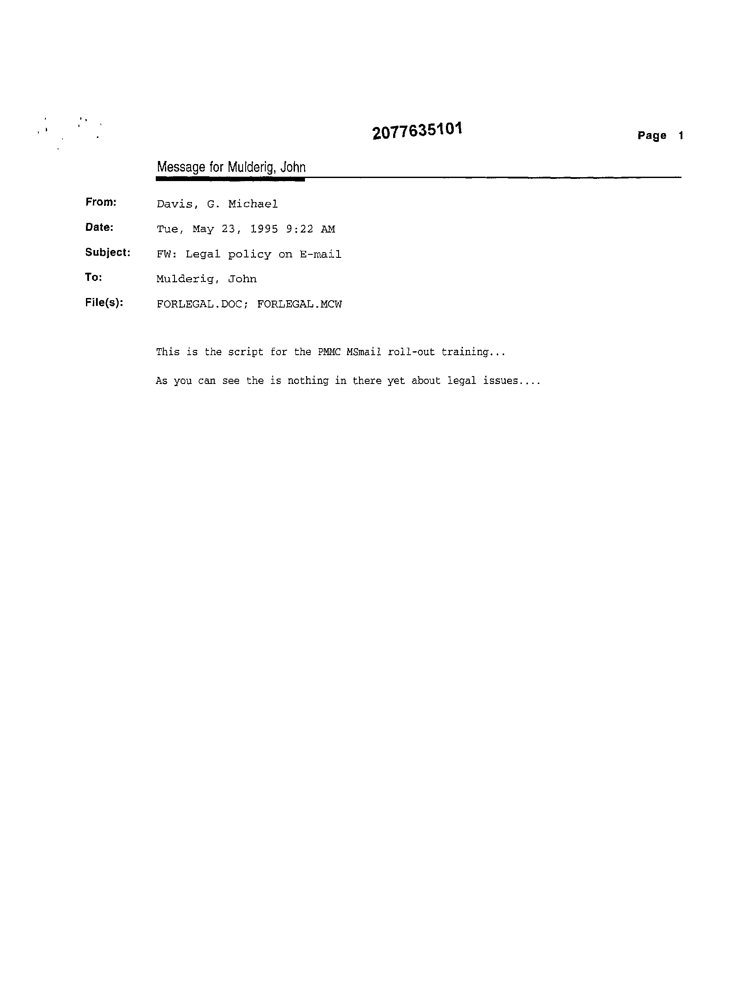 2077635101
Page 1
Message for Mulderig, John
From: Davis, G. Michael
Date: Tue, May 23, 1995 9:22 AM
Subject: FW: Legal policy on E-mail
To: Mulderig, John
File(s): FORLEGAL.DOC; FORLEGAL.MCW
This is the script for the PMMC MSmail roll-out training...
As you can see the is nothing in there yet about legal issues....